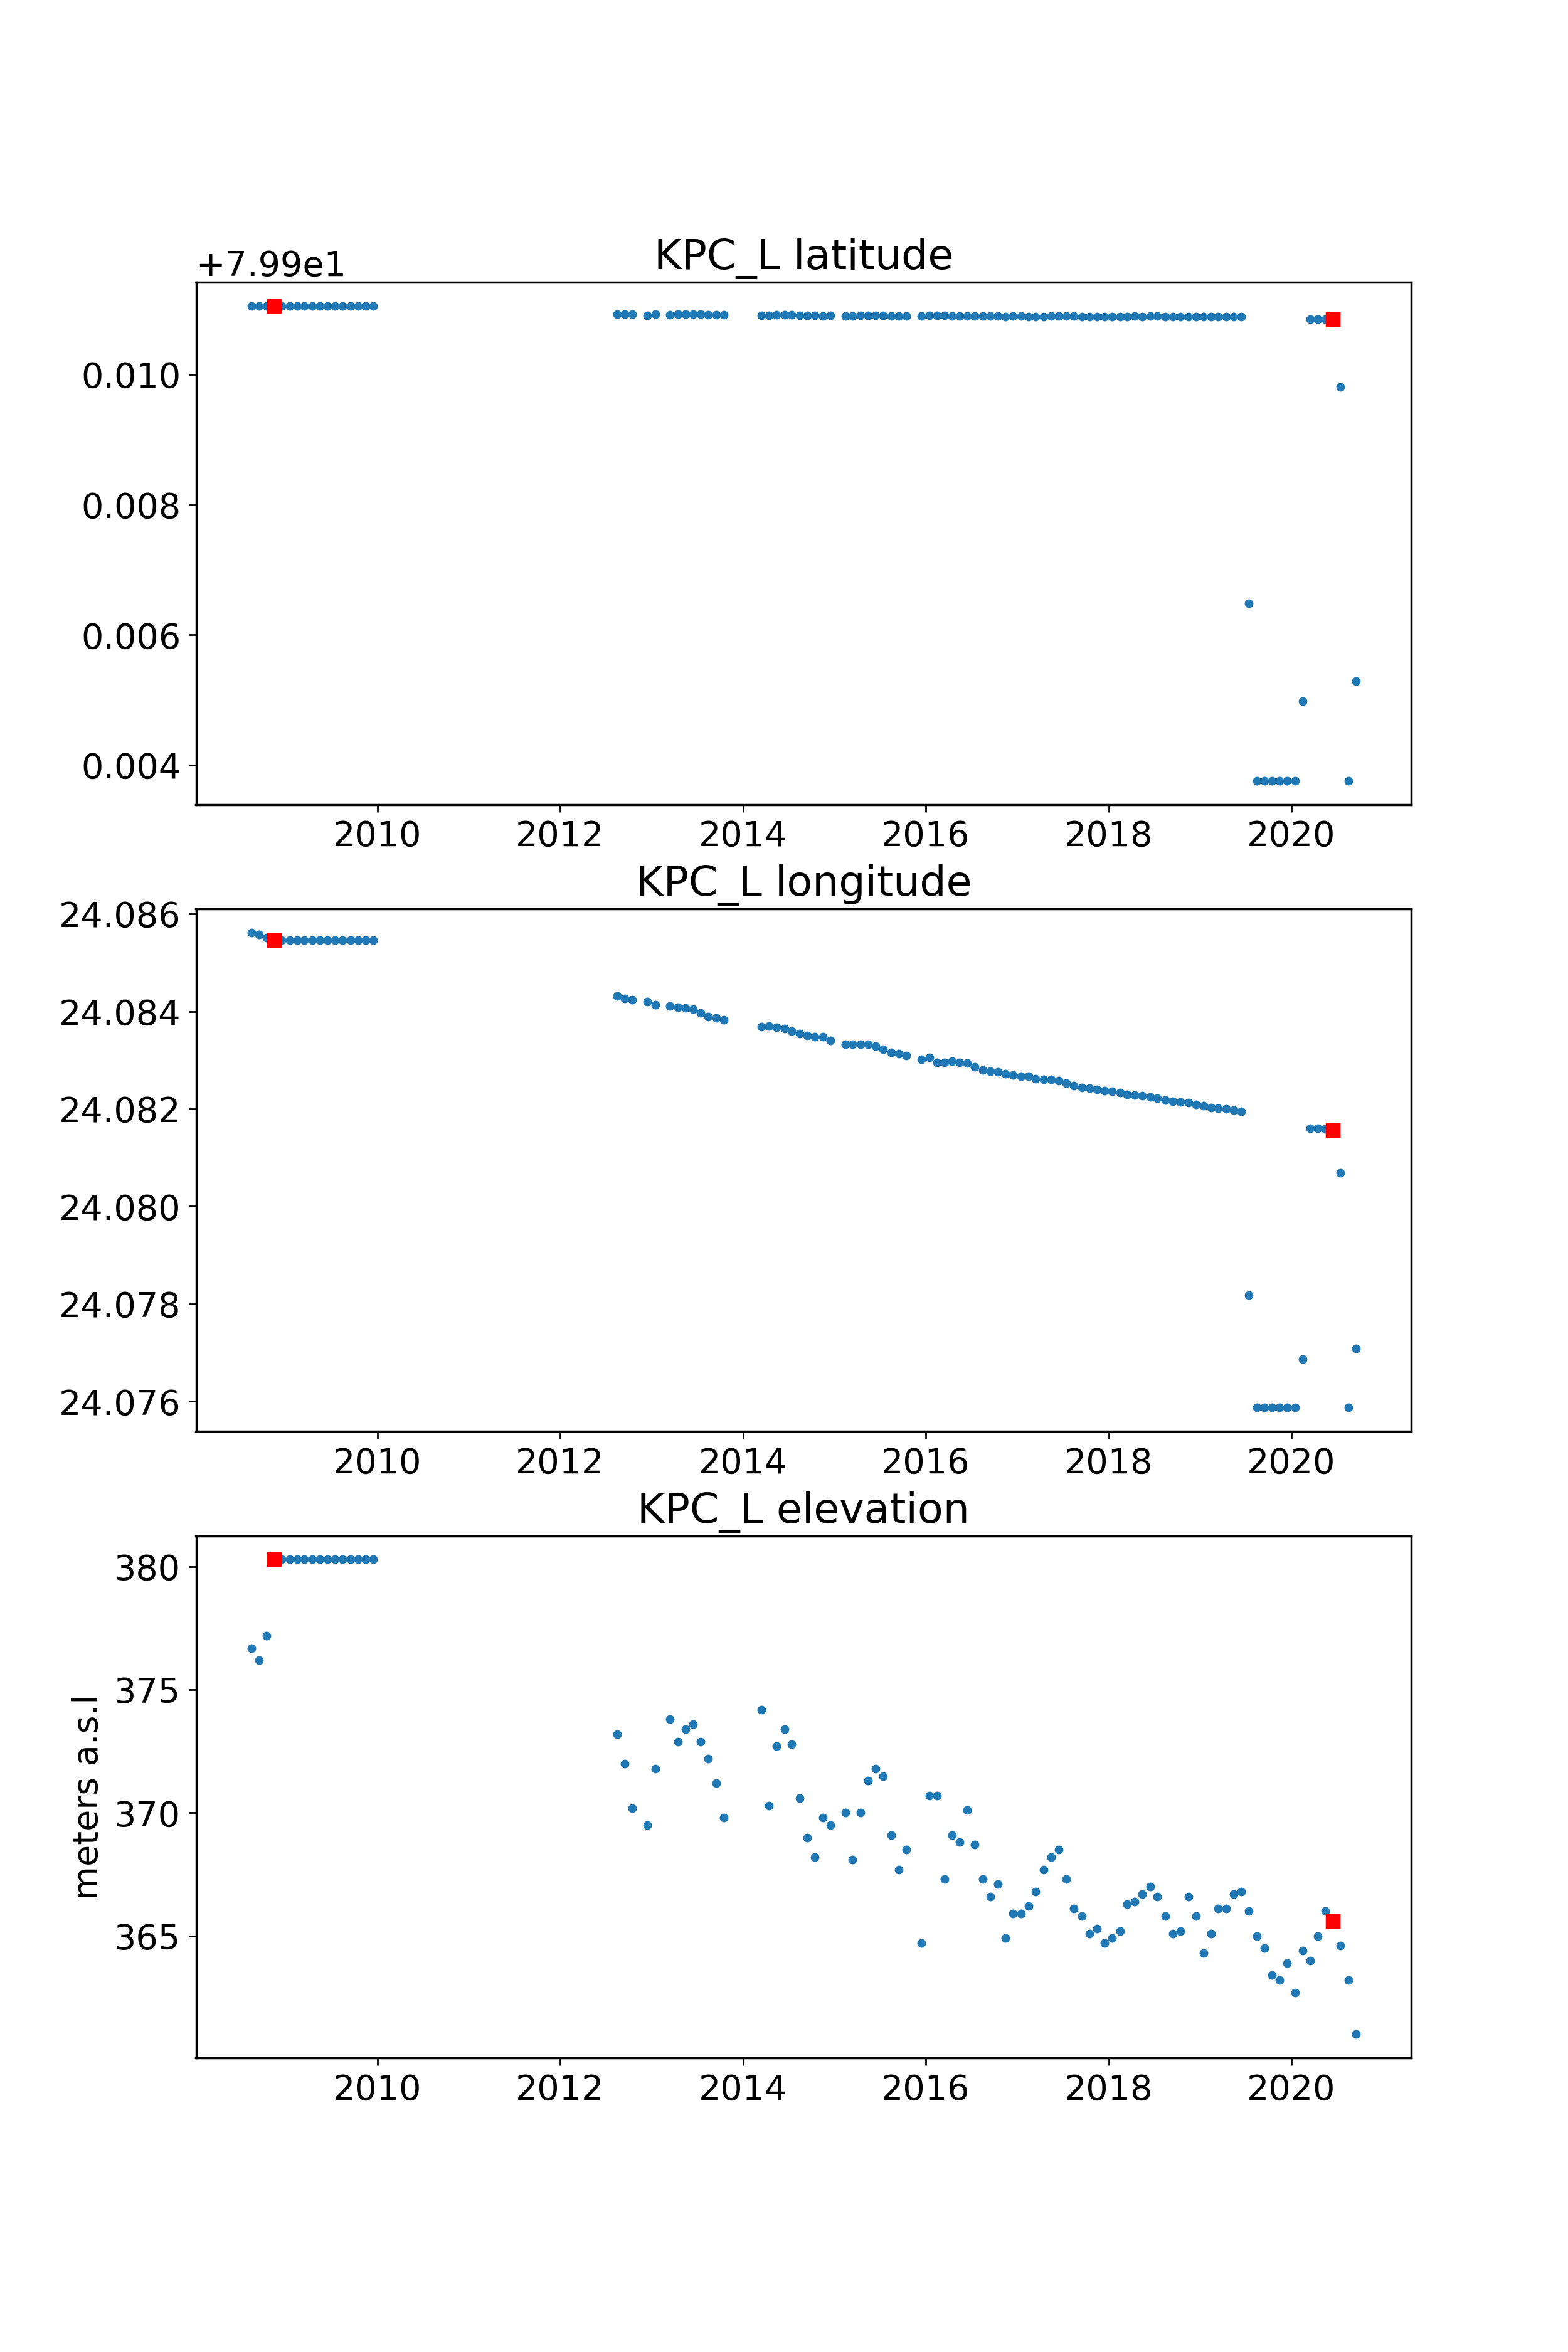 KPC_L latitude
+7.99e1
0.010
0.008
0.006
0.004
2010 2012 2014 2016 2018 2020
KPC_L longitude
24.086
24.084
24.082
24.080
24.078
24.076
2010 2012 2014 2016 2018 2020
KPC_L elevation
meters a.s.l
380
375
370
365
2010 2012 2014 2016 2018 2020